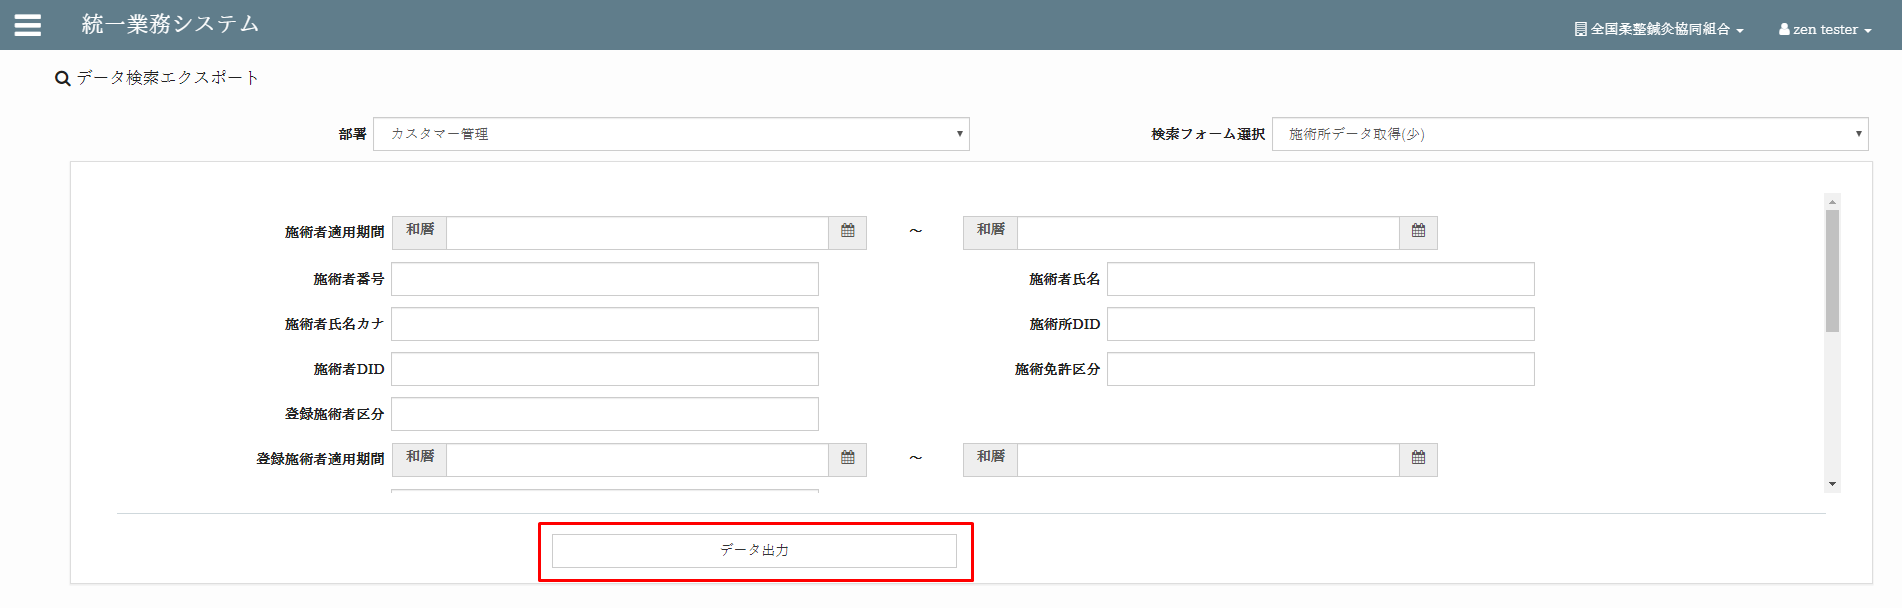 統一業務システム
全国柔整鍼灸協同組合 zen tester
データ検索エクスポート
部署 カスタマー管理 検索フォーム選択 施術所データ取得(少)
施術者適用期間 和暦 ～ 和暦
施術者番号 施術者氏名
施術者氏名カナ 施術所DID
施術者DID 施術免許区分
登録施術者区分
登録施術者適用期間 和暦 ～ 和暦
データ出力